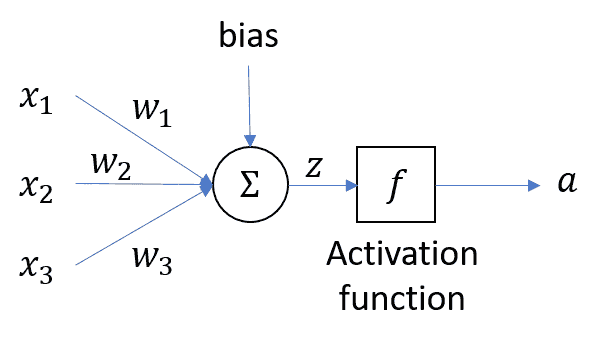 bias
x₁
w₁
w₂
x₂
Σ
z
f
a
x₃
w₃
Activation
function